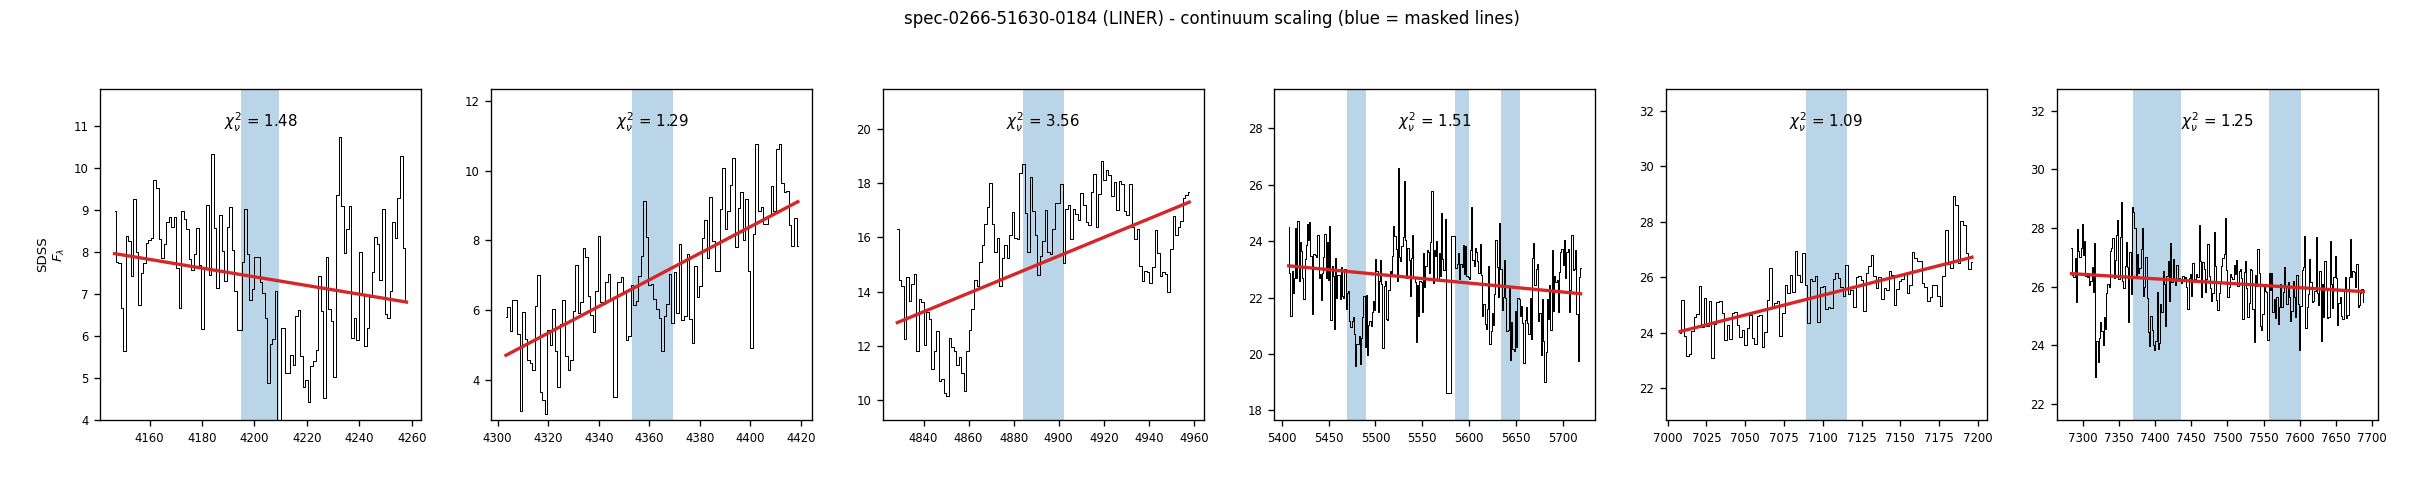 spec-0266-51630-0184 (LINER) - continuum scaling (blue = masked lines)
SDSS
Fλ
χ²ν = 1.48
11
10
9
8
7
6
5
4
4160 4180 4200 4220 4240 4260
χ²ν = 1.29
12
10
8
6
4
4300 4320 4340 4360 4380 4400 4420
χ²ν = 3.56
20
18
16
14
12
10
4840 4860 4880 4900 4920 4940 4960
χ²ν = 1.51
28
26
24
22
20
18
5400 5450 5500 5550 5600 5650 5700
χ²ν = 1.09
32
30
28
26
24
22
7000 7025 7050 7075 7100 7125 7150 7175 7200
χ²ν = 1.25
32
30
28
26
24
22
7300 7350 7400 7450 7500 7550 7600 7650 7700